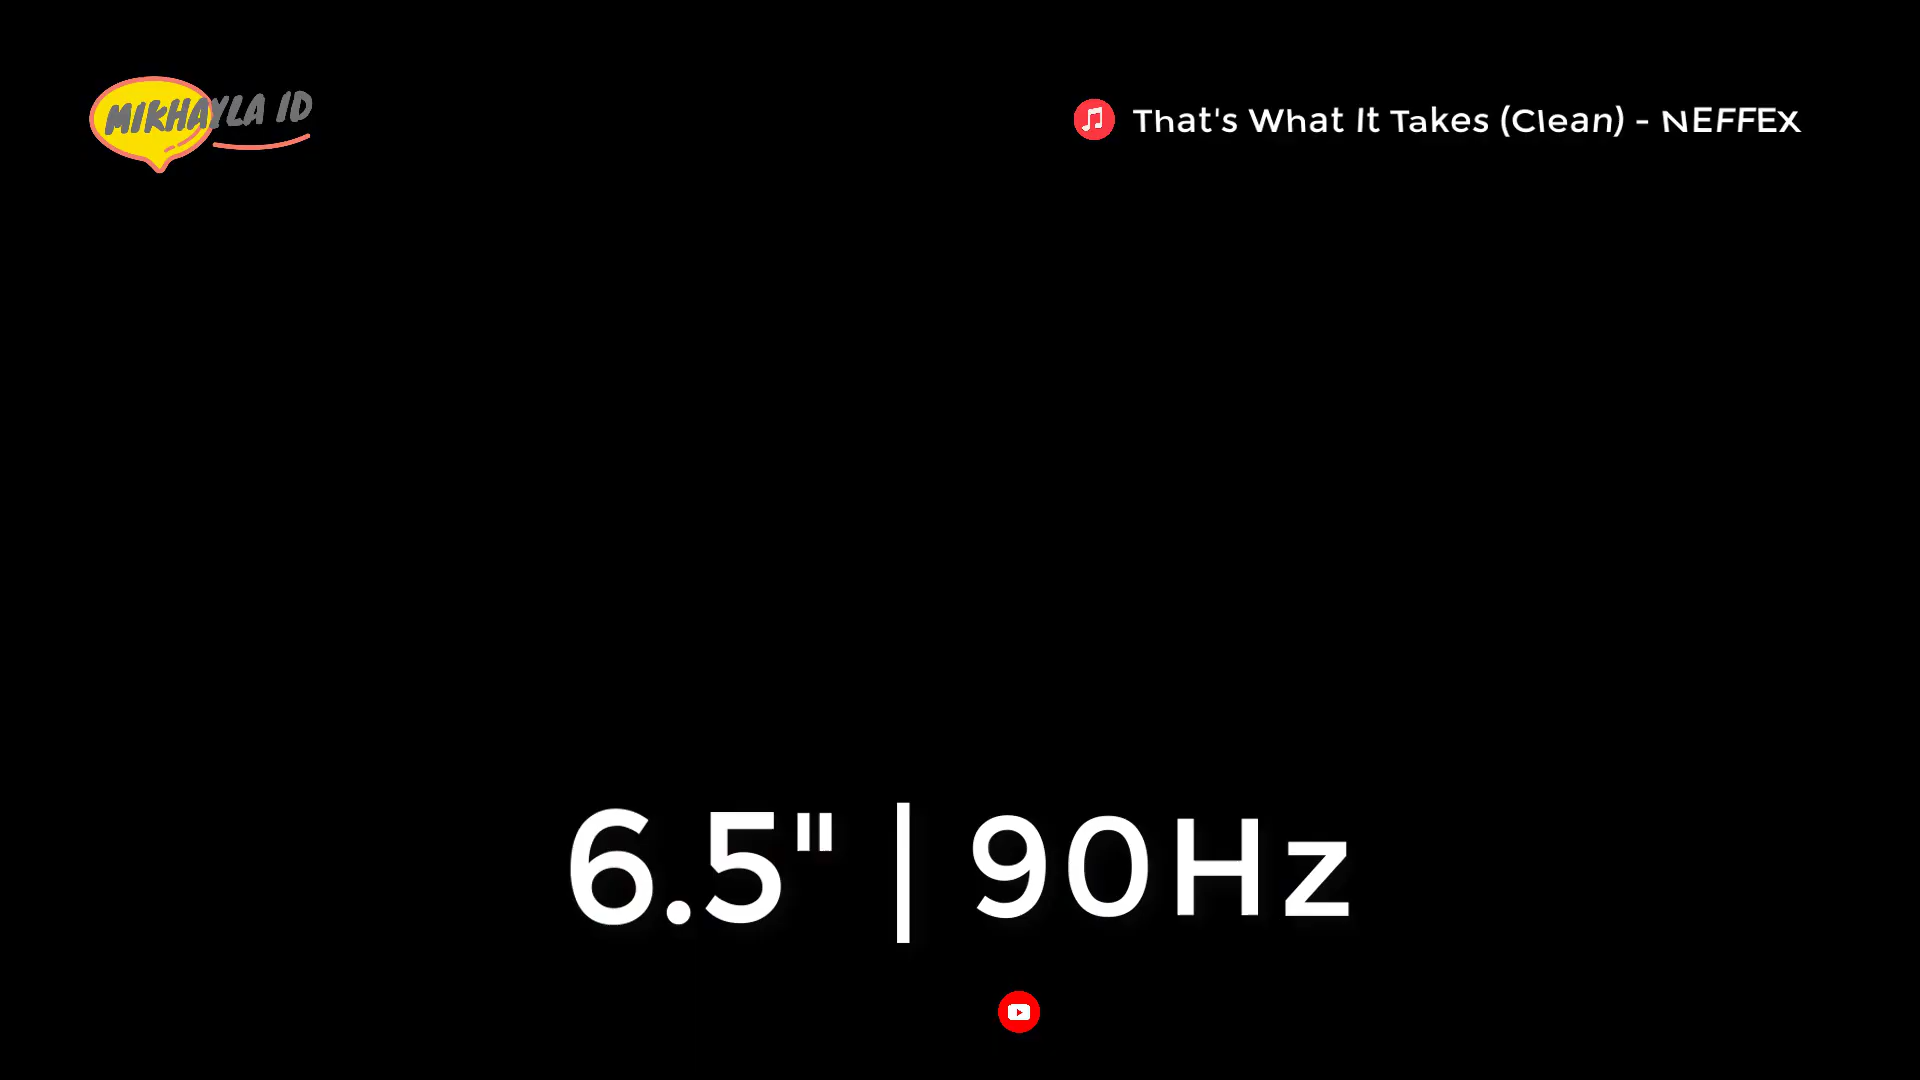 MIKHAYLA ID
That's What It Takes (Clean) - NEFFEX
6.5" | 90Hz